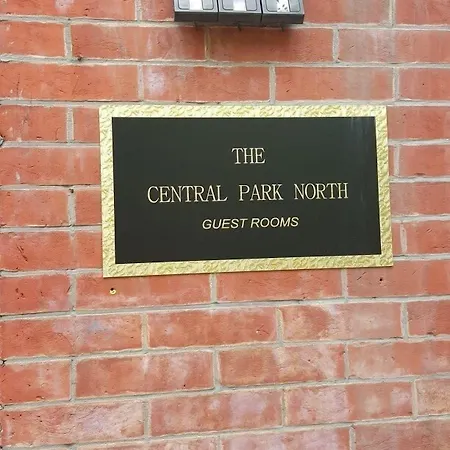 THE
CENTRAL PARK NORTH
GUEST ROOMS